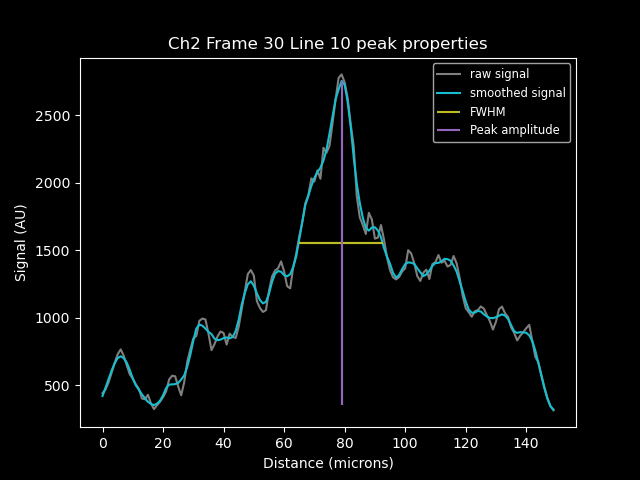 Ch2 Frame 30 Line 10 peak properties
raw signal
smoothed signal
FWHM
Peak amplitude
Signal (AU)
2500
2000
1500
1000
500
0 20 40 60 80 100 120 140
Distance (microns)